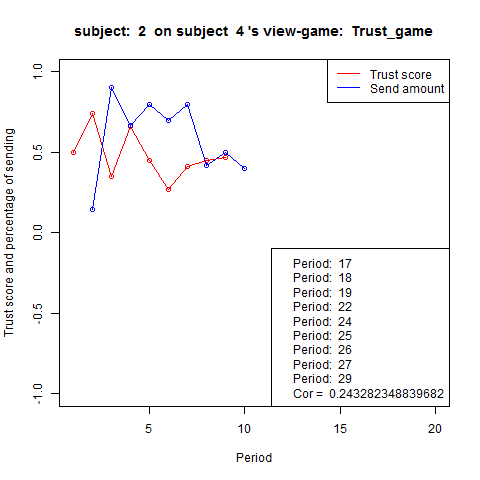 subject:  2  on subject  4 's view-game:  Trust_game
Trust score
Send amount
Trust score and percentage of sending
1.0
0.5
0.0
-0.5
-1.0
Period:  17
Period:  18
Period:  19
Period:  22
Period:  24
Period:  25
Period:  26
Period:  27
Period:  29
Cor =  0.243282348839682
5 10 15 20
Period